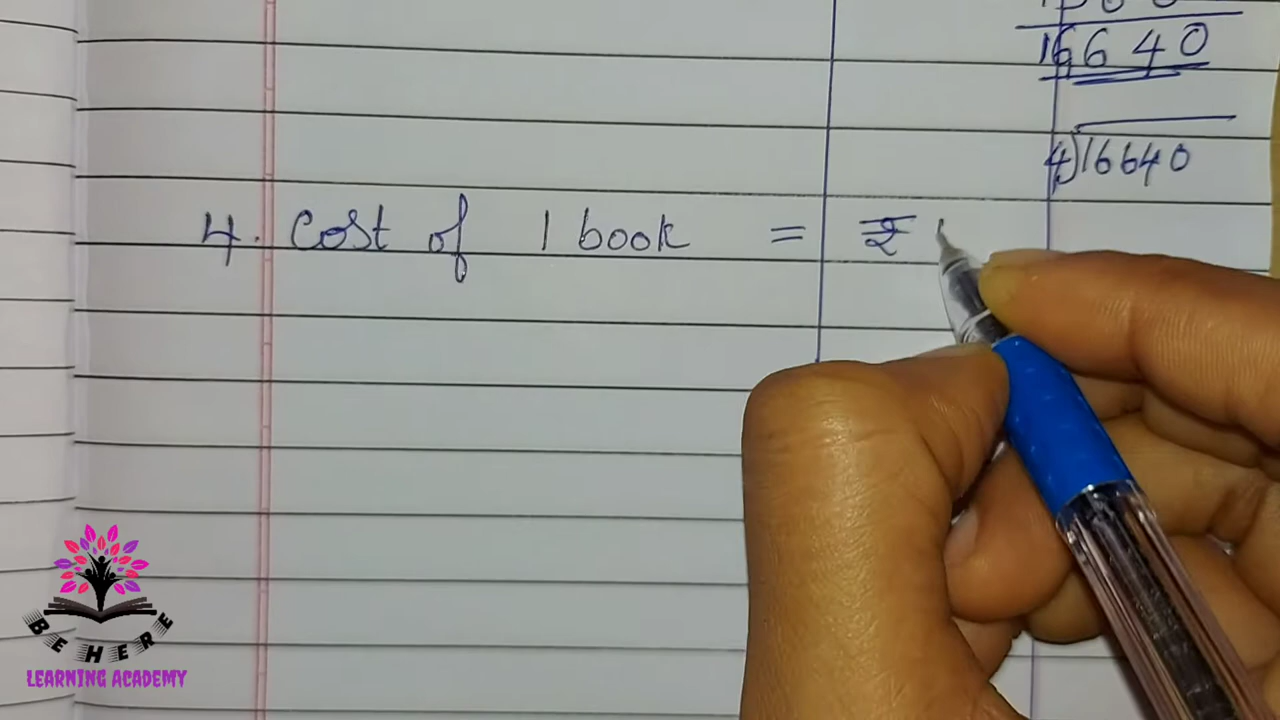 16640
4)16640
4. Cost of 1 book = ₹
BEHERE
LEARNING ACADEMY